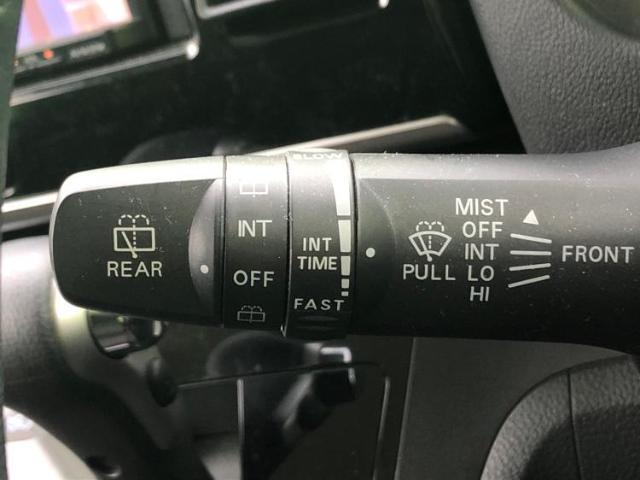 REAR
INT
OFF
SLOW
INT
TIME
FAST
PULL
MIST
OFF
INT
LO
HI
FRONT